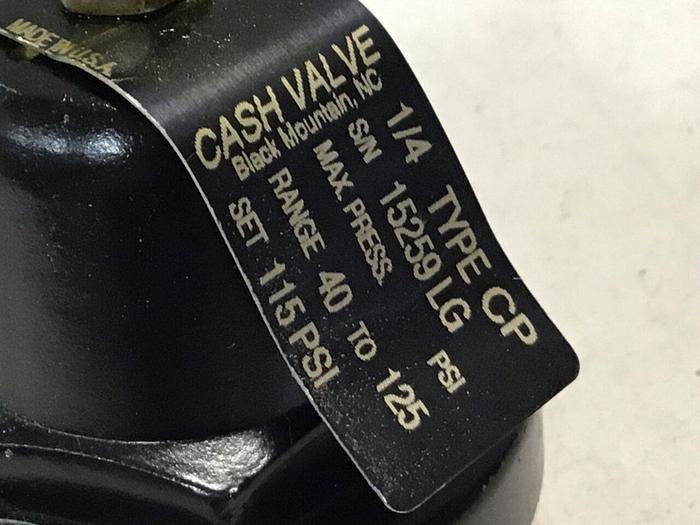 MADE IN U.S.A.
CASH VALVE
Black Mountain, NC
1/4 TYPE CP
S/N 15259 LG
MAX. PRESS. PSI
RANGE 40 TO 125
SET 115 PSI